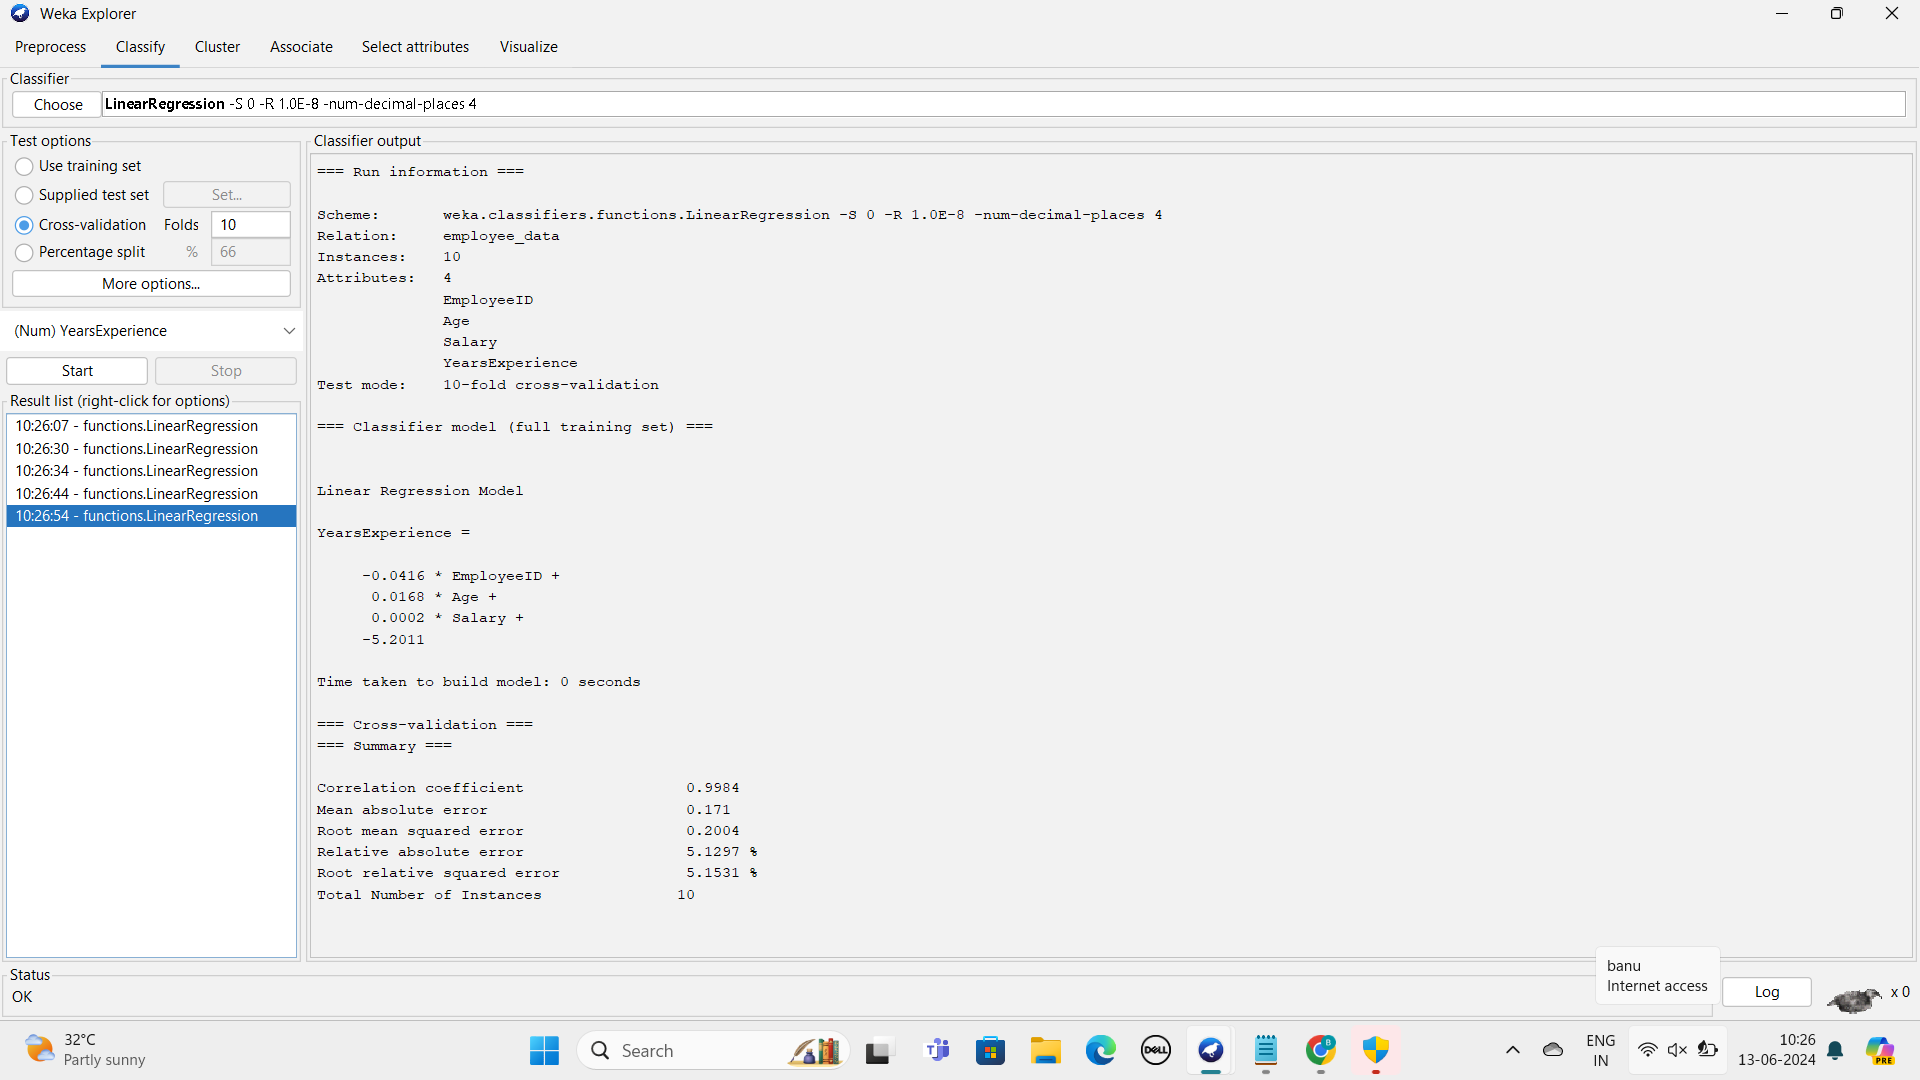 Weka Explorer
Preprocess Classify Cluster Associate Select attributes Visualize
Classifier
Choose LinearRegression -S 0 -R 1.0E-8 -num-decimal-places 4
Test options
Use training set
Supplied test set Set...
Cross-validation Folds 10
Percentage split % 66
More options...
(Num) YearsExperience
Start Stop
Result list (right-click for options)
10:26:07 - functions.LinearRegression
10:26:30 - functions.LinearRegression
10:26:34 - functions.LinearRegression
10:26:44 - functions.LinearRegression
10:26:54 - functions.LinearRegression
Classifier output
=== Run information ===
Scheme: weka.classifiers.functions.LinearRegression -S 0 -R 1.0E-8 -num-decimal-places 4
Relation: employee_data
Instances: 10
Attributes: 4
EmployeeID
Age
Salary
YearsExperience
Test mode: 10-fold cross-validation
=== Classifier model (full training set) ===
Linear Regression Model
YearsExperience =
-0.0416 * EmployeeID +
0.0168 * Age +
0.0002 * Salary +
-5.2011
Time taken to build model: 0 seconds
=== Cross-validation ===
=== Summary ===
Correlation coefficient 0.9984
Mean absolute error 0.171
Root mean squared error 0.2004
Relative absolute error 5.1297 %
Root relative squared error 5.1531 %
Total Number of Instances 10
Status
OK
banu
Internet access
Log x 0
32°C
Partly sunny
Search
DELL
B
ENG
IN
10:26
13-06-2024
PRE